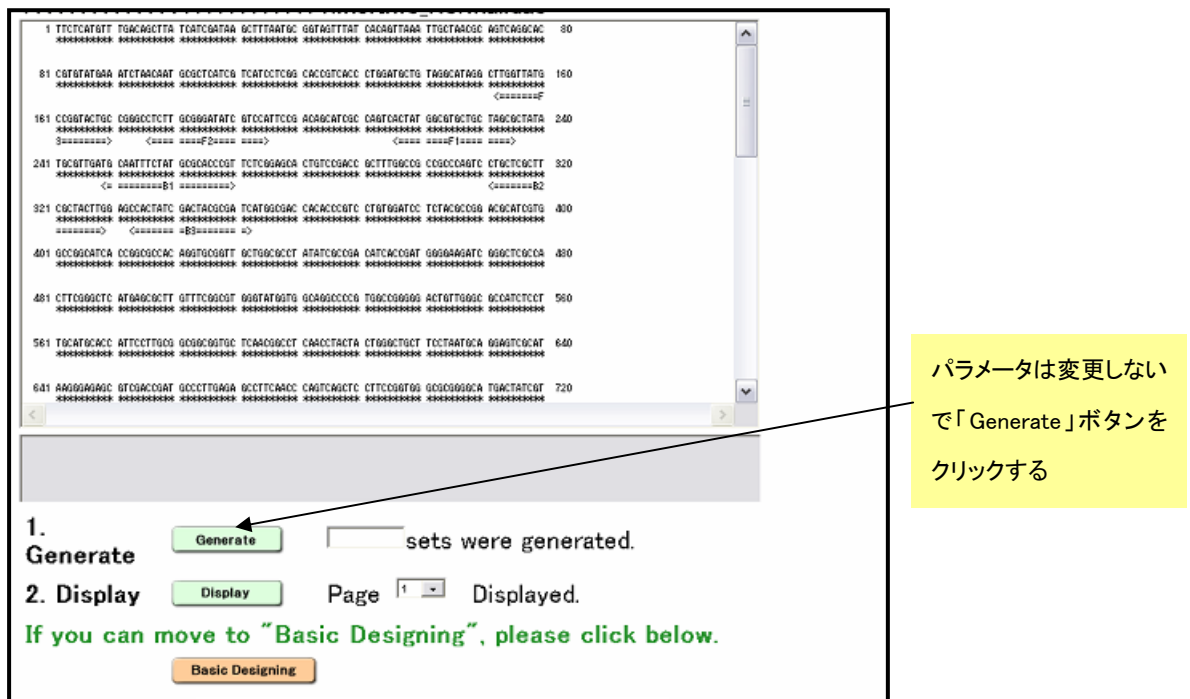 1 TTCTCATGTT TGACAGCTTA TCATCGATAA GCTTTAATGC GGTAGTTTAT CACAGTTAAA TTGCTAACGC AGTCAGGCAC 80
********** ********** ********** ********** ********** ********** ********** **********
81 CGTGTATGAA ATCTAACAAT GCGCTCATCG TCATCCTCGG CACCGTCACC CTGGATGCTG TAGGCATAGG CTTGGTTATG 160
********** ********** ********** ********** ********** ********** ********** **********
<=======F
161 CCGGTACTGC CGGGCCTCTT GCGGGATATC GTCCATTCCG ACAGCATCGC CAGTCACTAT GGCGTGCTGC TAGCGCTATA 240
********** ********** ********** ********** ********** ********** ********** **********
3========> <==== ====F2==== ====> <==== ====F1==== ====>
241 TGCGTTGATG CAATTTCTAT GCGCACCCGT TCTCGGAGCA CTGTCCGACC GCTTTGGCCG CCGCCCAGTC CTGCTCGCTT 320
********** ********** ********** ********** ********** ********** ********** **********
<= ========B1 =========> <=======B2
321 CGCTACTTGG AGCCACTATC GACTACGCGA TCATGGCGAC CACACCCGTC CTGTGGATCC TCTACGCCGG ACGCATCGTG 400
********** ********** ********** ********** ********** ********** ********** **********
========> <======= =B3======= =>
401 GCCGGCATCA CCGGCGCCAC AGGTGCGGTT GCTGGCGCCT ATATCGCCGA CATCACCGAT GGGGAAGATC GGGCTCGCCA 480
********** ********** ********** ********** ********** ********** ********** **********
481 CTTCGGGCTC ATGAGCGCTT GTTTCGGCGT GGGTATGGTG GCAGGCCCCG TGGCCGGGGG ACTGTTGGGC GCCATCTCCT 560
********** ********** ********** ********** ********** ********** ********** **********
561 TGCATGCACC ATTCCTTGCG GCGGCGGTGC TCAACGGCCT CAACCTACTA CTGGGCTGCT TCCTAATGCA GGAGTCGCAT 640
********** ********** ********** ********** ********** ********** ********** **********
641 AAGGGAGAGC GTCGACCGAT GCCCTTGAGA GCCTTCAACC CAGTCAGCTC CTTCCGGTGG GCGCGGGGCA TGACTATCGT 720
********** ********** ********** ********** ********** ********** ********** **********
パラメータは変更しない
で「Generate」ボタンを
クリックする
1.
Generate
Generate
sets were generated.
2. Display
Display
Page 1 Displayed.
If you can move to "Basic Designing", please click below.
Basic Designing